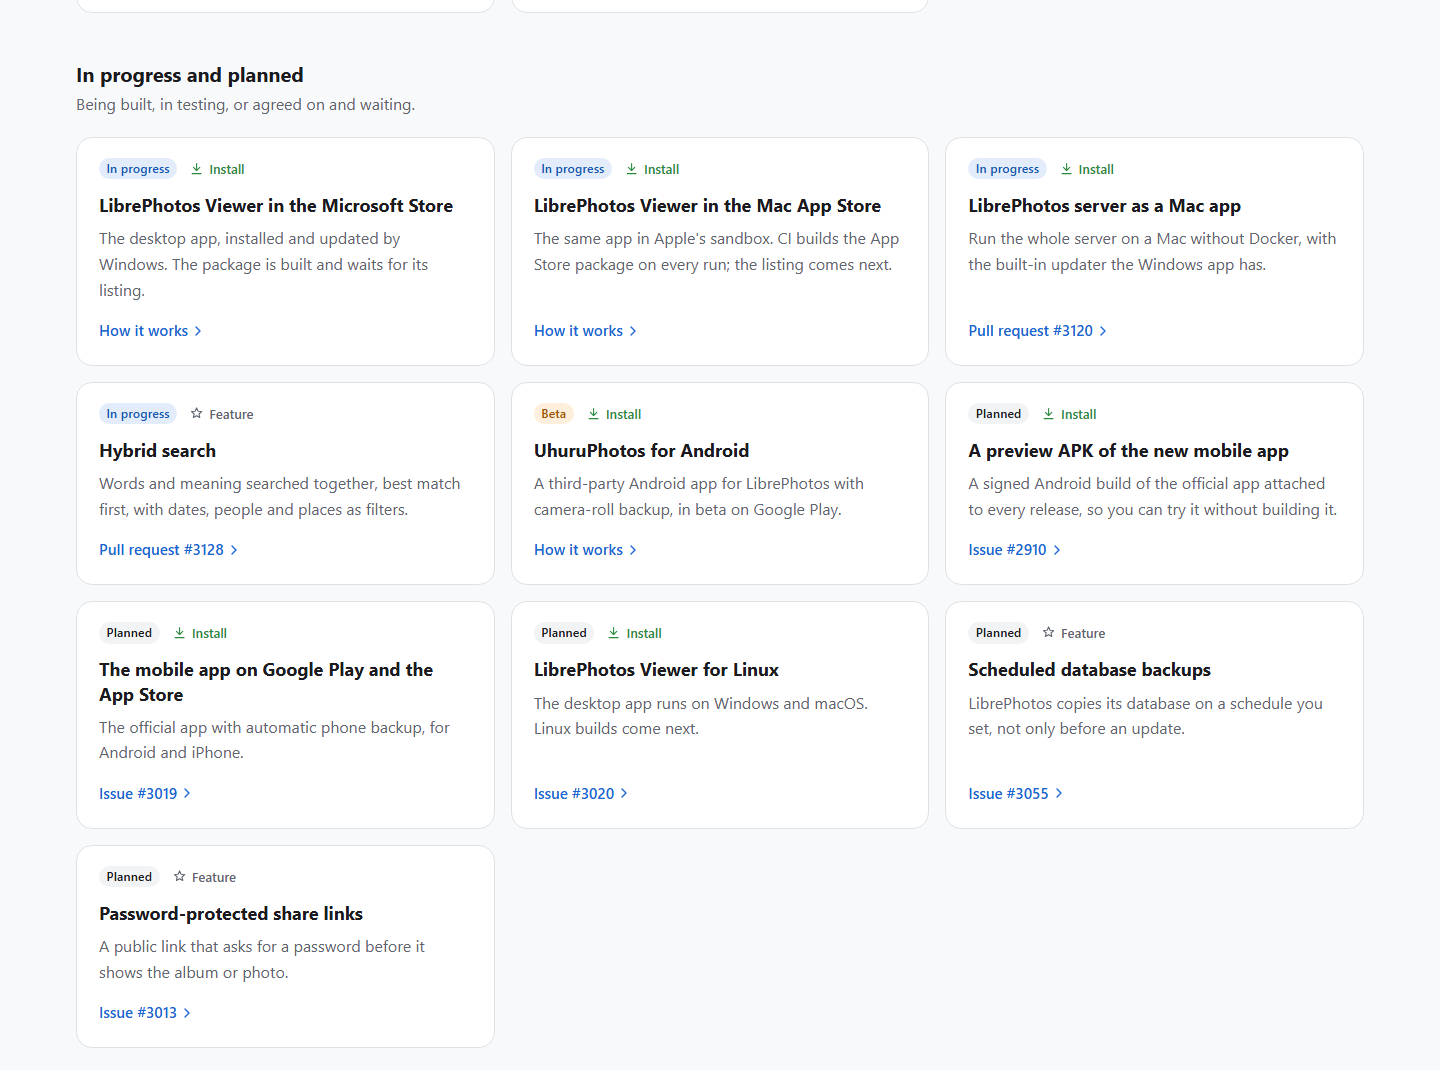 In progress and planned
Being built, in testing, or agreed on and waiting.
In progress Install
LibrePhotos Viewer in the Microsoft Store
The desktop app, installed and updated by
Windows. The package is built and waits for its
listing.
How it works
In progress Install
LibrePhotos Viewer in the Mac App Store
The same app in Apple's sandbox. CI builds the App
Store package on every run; the listing comes next.
How it works
In progress Install
LibrePhotos server as a Mac app
Run the whole server on a Mac without Docker, with
the built-in updater the Windows app has.
Pull request #3120
In progress Feature
Hybrid search
Words and meaning searched together, best match
first, with dates, people and places as filters.
Pull request #3128
Beta Install
UhuruPhotos for Android
A third-party Android app for LibrePhotos with
camera-roll backup, in beta on Google Play.
How it works
Planned Install
A preview APK of the new mobile app
A signed Android build of the official app attached
to every release, so you can try it without building it.
Issue #2910
Planned Install
The mobile app on Google Play and the
App Store
The official app with automatic phone backup, for
Android and iPhone.
Issue #3019
Planned Install
LibrePhotos Viewer for Linux
The desktop app runs on Windows and macOS.
Linux builds come next.
Issue #3020
Planned Feature
Scheduled database backups
LibrePhotos copies its database on a schedule you
set, not only before an update.
Issue #3055
Planned Feature
Password-protected share links
A public link that asks for a password before it
shows the album or photo.
Issue #3013